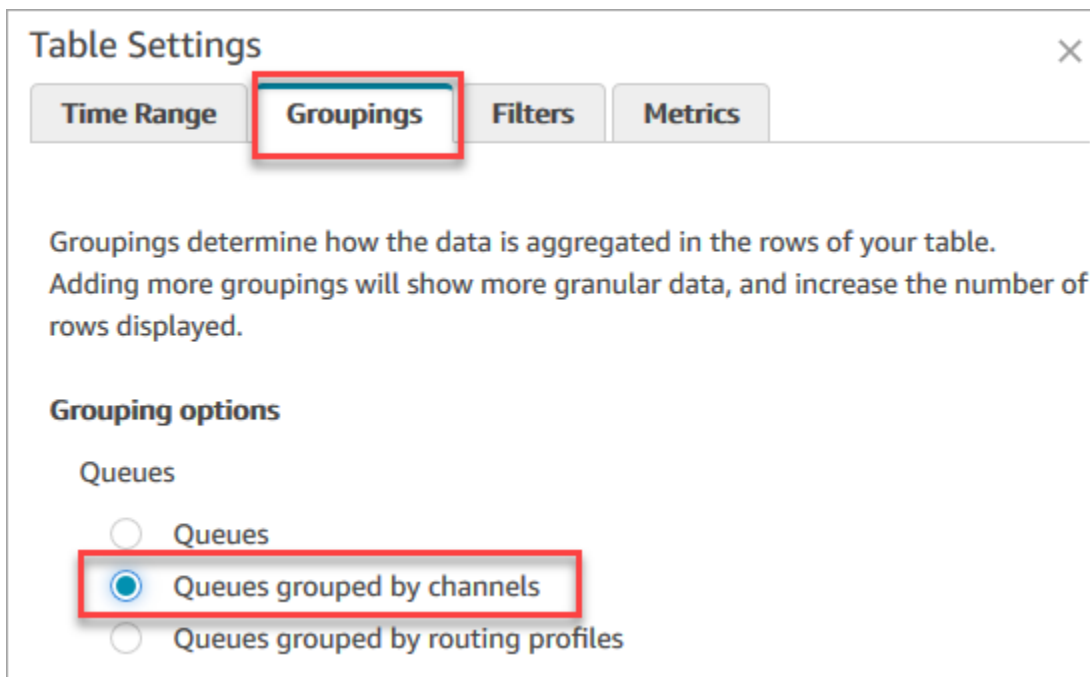 Table Settings
Time Range Groupings Filters Metrics
Groupings determine how the data is aggregated in the rows of your table.
Adding more groupings will show more granular data, and increase the number of
rows displayed.
Grouping options
Queues
Queues
Queues grouped by channels
Queues grouped by routing profiles